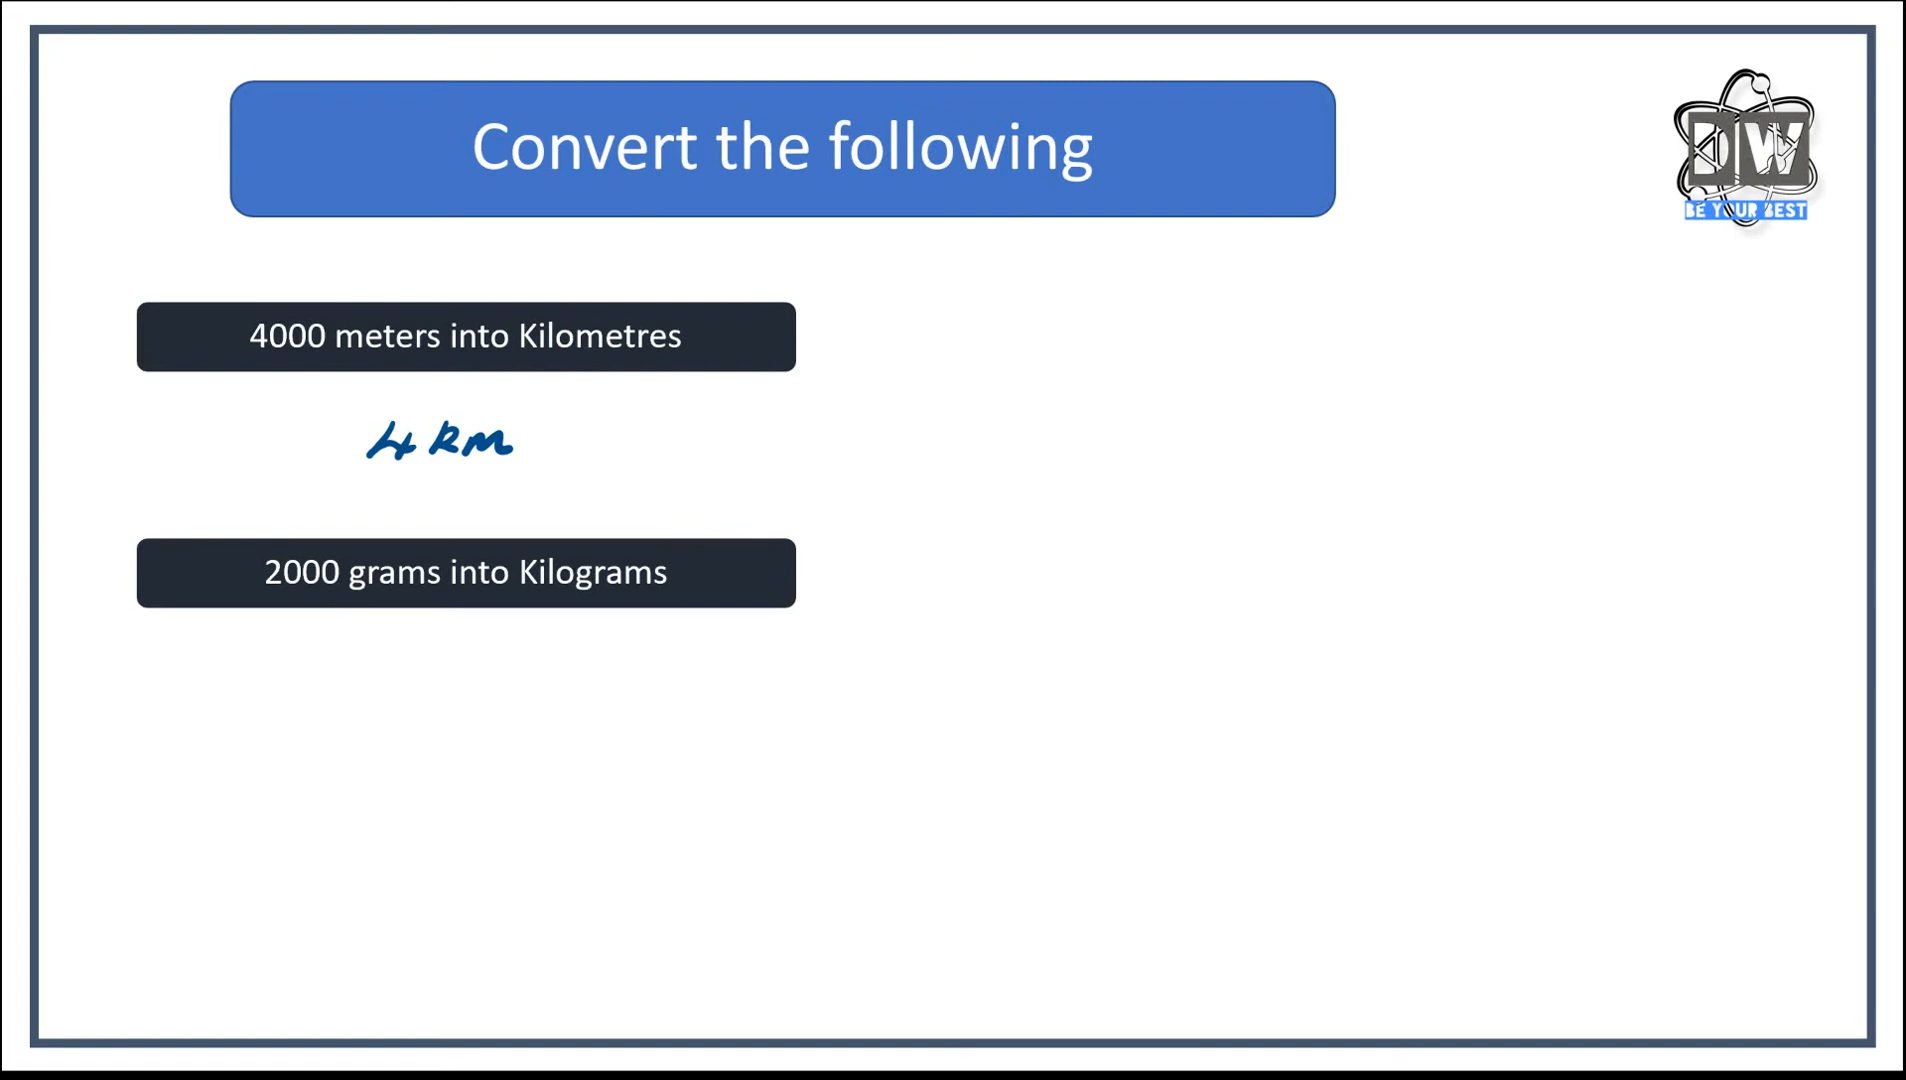 Convert the following
DW
BE YOUR BEST
4000 meters into Kilometres
4 km
2000 grams into Kilograms